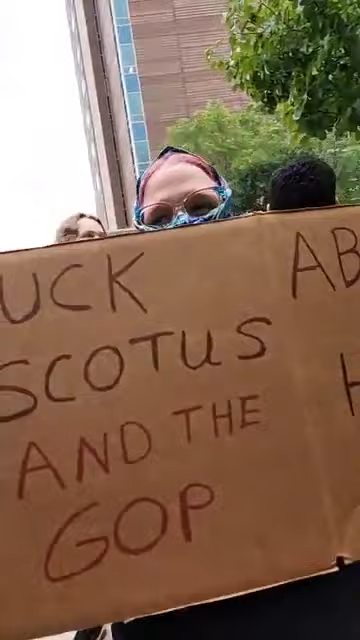 UCK
SCOTUS
AND THE
GOP
AB
H